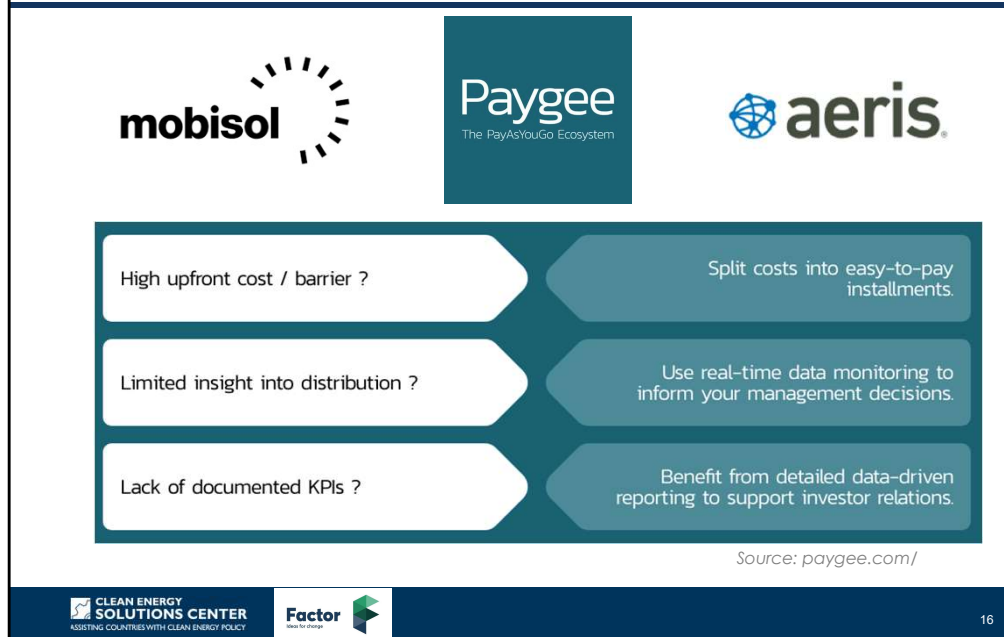 mobisol
Paygee
The PayAsYouGo Ecosystem
aeris®
High upfront cost / barrier ?
Split costs into easy-to-pay
installments.
Limited insight into distribution ?
Use real-time data monitoring to
inform your management decisions.
Lack of documented KPIs ?
Benefit from detailed data-driven
reporting to support investor relations.
Source: paygee.com/
CLEAN ENERGY
SOLUTIONS CENTER
ASSISTING COUNTRIES WITH CLEAN ENERGY POLICY
Factor
Ideas for change
16